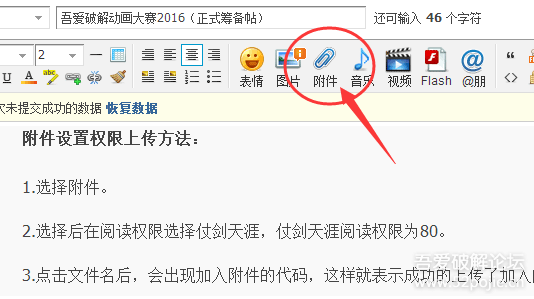 吾爱破解动画大赛2016（正式筹备帖） 还可输入 46 个字符
2
表情 图片 附件 音乐 视频 Flash @朋
次未提交成功的数据 恢复数据
附件设置权限上传方法：
1.选择附件。
2.选择后在阅读权限选择仗剑天涯，仗剑天涯阅读权限为80。
3.点击文件名后，会出现加入附件的代码，这样就表示成功的上传了加入
吾爱破解论坛
www.52pojie.cn